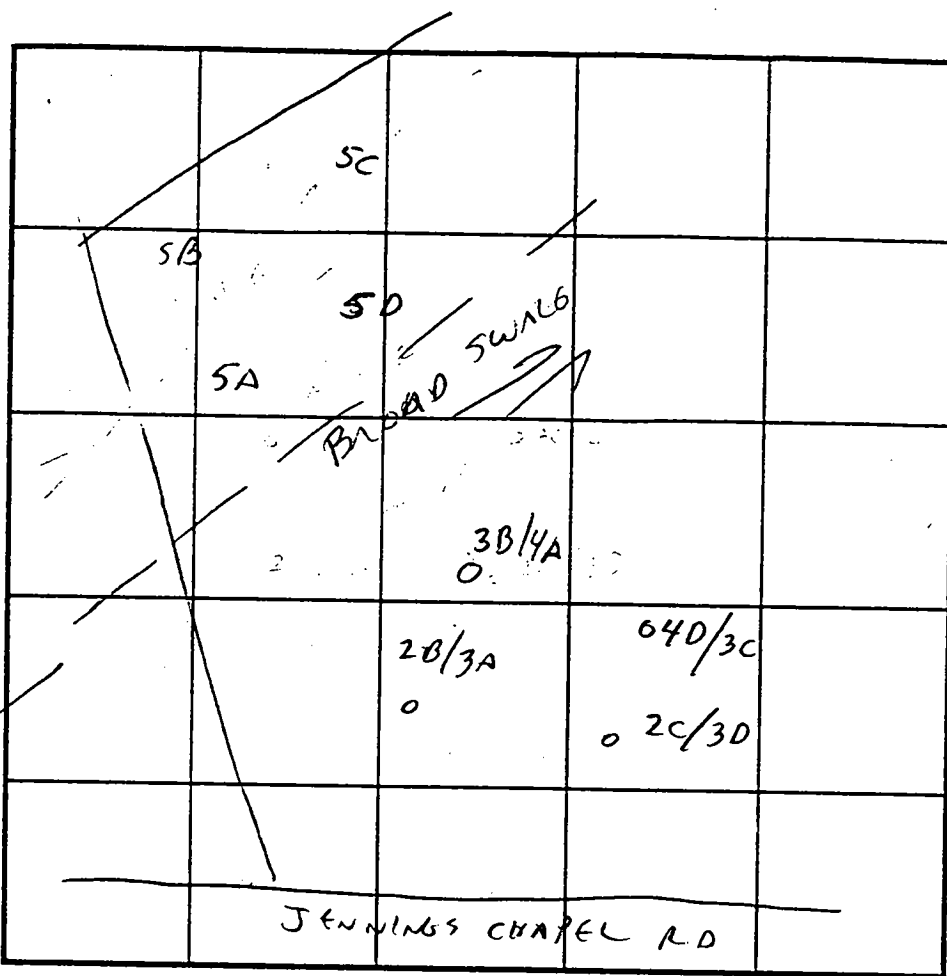 5C
5B
5D
5A
BROAD SWALE
3B/4A
04D/3C
2B/3A
2C/3D
JENNINGS CHAPEL RD